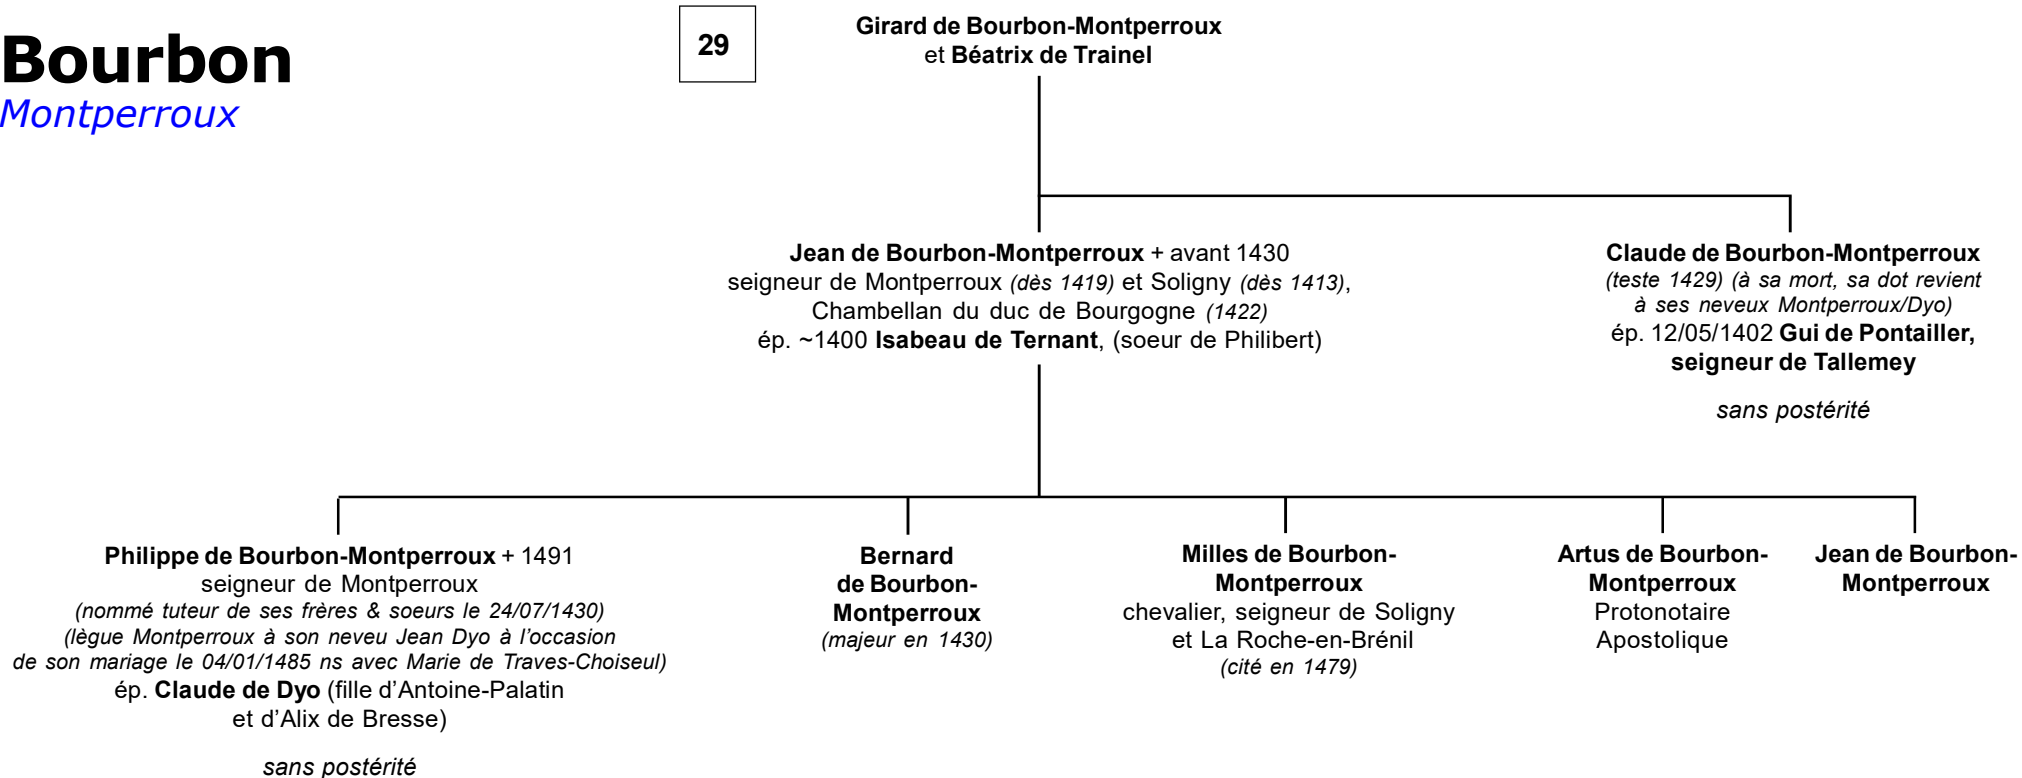 Bourbon
Montperroux
29
Girard de Bourbon-Montperroux
et Béatrix de Trainel
Jean de Bourbon-Montperroux + avant 1430
seigneur de Montperroux (dès 1419) et Soligny (dès 1413),
Chambellan du duc de Bourgogne (1422)
ép. ~1400 Isabeau de Ternant, (soeur de Philibert)
Claude de Bourbon-Montperroux
(teste 1429) (à sa mort, sa dot revient
à ses neveux Montperroux/Dyo)
ép. 12/05/1402 Gui de Pontailler,
seigneur de Tallemey
sans postérité
Philippe de Bourbon-Montperroux + 1491
seigneur de Montperroux
(nommé tuteur de ses frères & soeurs le 24/07/1430)
(lègue Montperroux à son neveu Jean Dyo à l'occasion
de son mariage le 04/01/1485 ns avec Marie de Traves-Choiseul)
ép. Claude de Dyo (fille d'Antoine-Palatin
et d'Alix de Bresse)
sans postérité
Bernard
de Bourbon-
Montperroux
(majeur en 1430)
Milles de Bourbon-
Montperroux
chevalier, seigneur de Soligny
et La Roche-en-Brénil
(cité en 1479)
Artus de Bourbon-
Montperroux
Protonotaire
Apostolique
Jean de Bourbon-
Montperroux